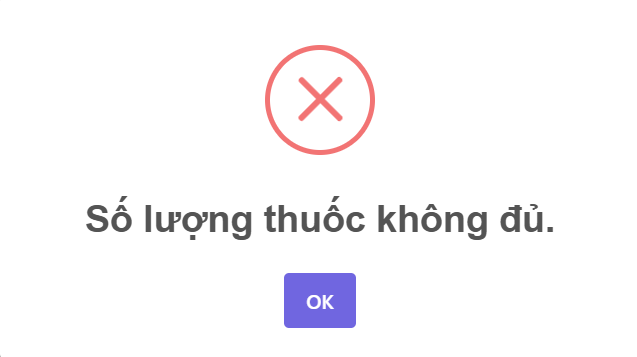 Số lượng thuốc không đủ.
OK